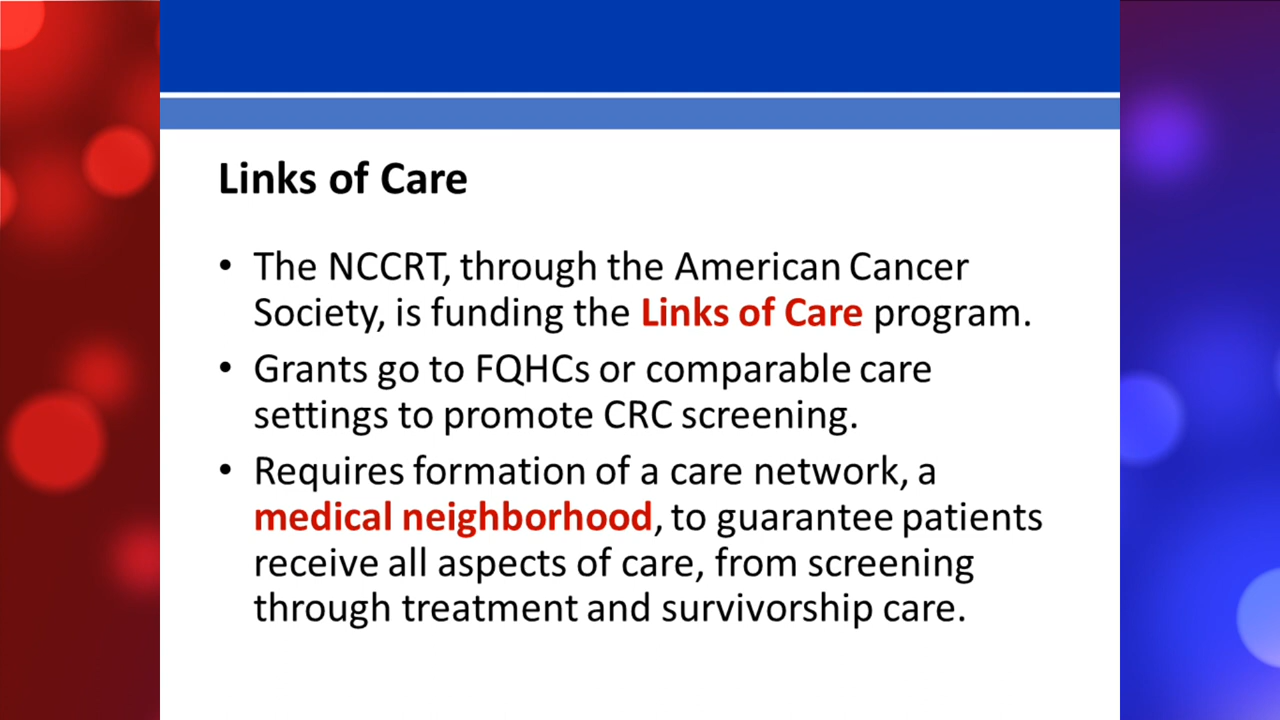 Links of Care
• The NCCRT, through the American Cancer
Society, is funding the Links of Care program.
• Grants go to FQHCs or comparable care
settings to promote CRC screening.
• Requires formation of a care network, a
medical neighborhood, to guarantee patients
receive all aspects of care, from screening
through treatment and survivorship care.